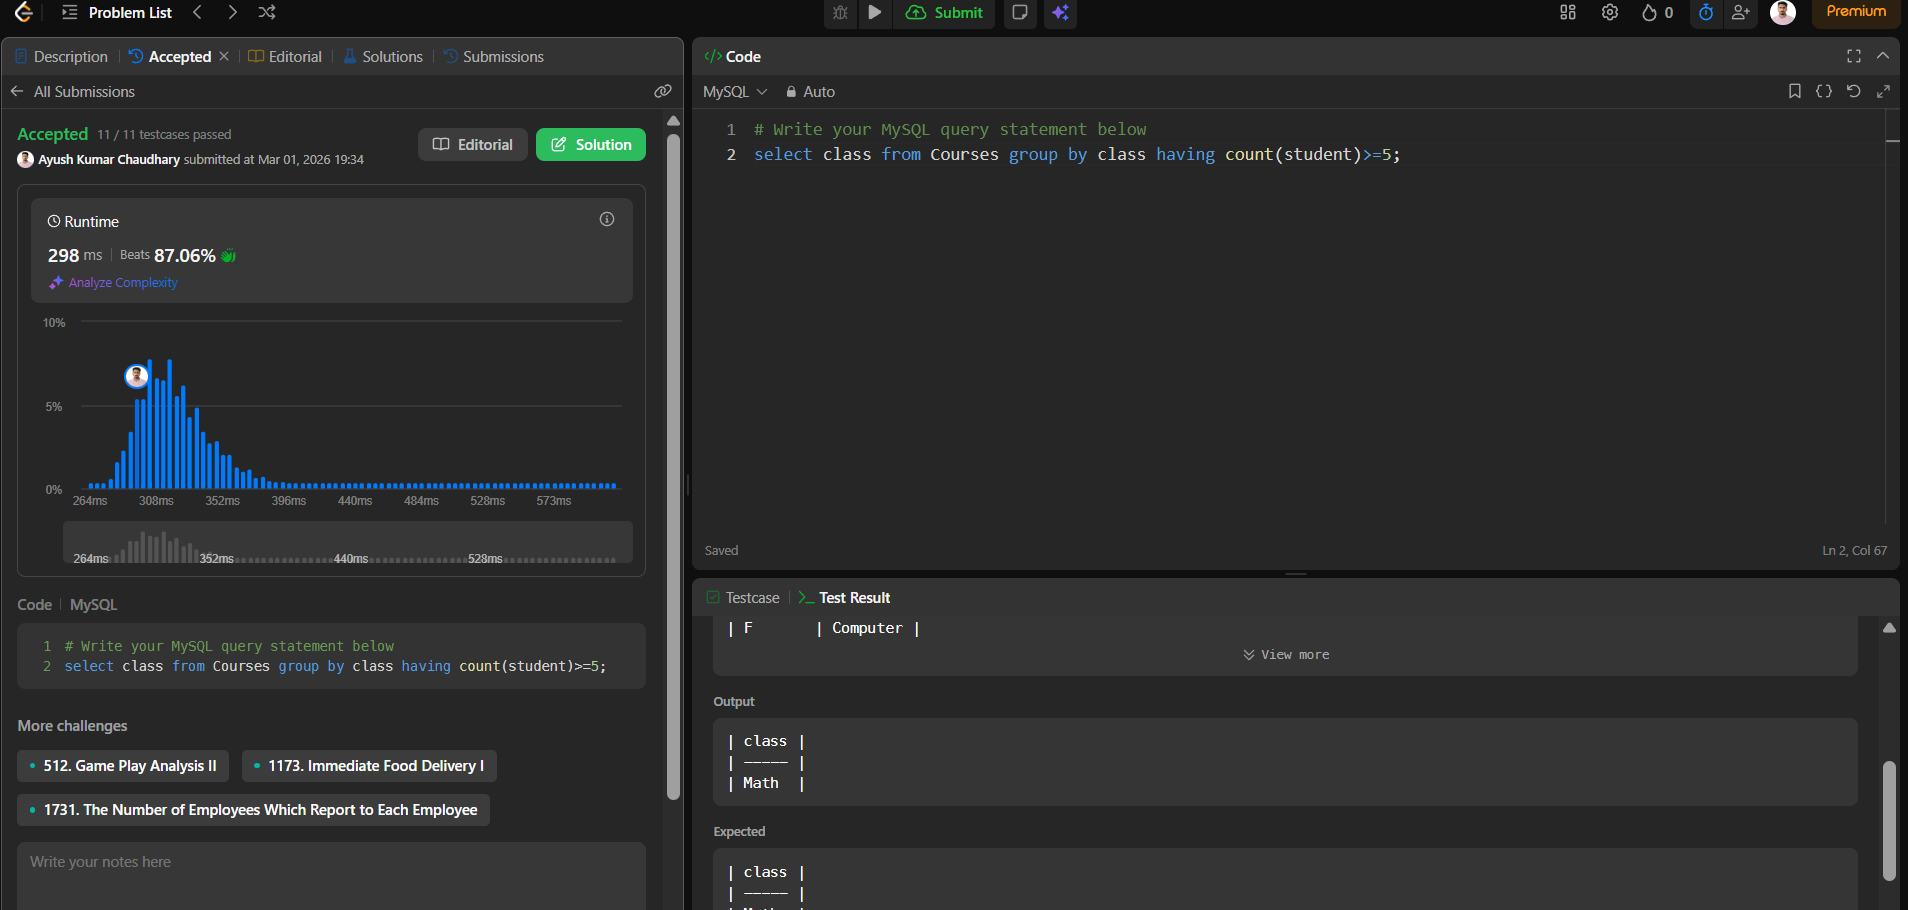 Problem List
Submit
0
Premium
Description
Accepted
Editorial
Solutions
Submissions
All Submissions
Accepted 11 / 11 testcases passed
Ayush Kumar Chaudhary submitted at Mar 01, 2026 19:34
Editorial
Solution
Runtime
298 ms
Beats 87.06%
Analyze Complexity
10%
5%
0%
264ms 308ms 352ms 396ms 440ms 484ms 528ms 573ms
264ms 352ms 440ms 528ms
Code
MySQL
1 # Write your MySQL query statement below
2 select class from Courses group by class having count(student)>=5;
More challenges
512. Game Play Analysis II
1173. Immediate Food Delivery I
1731. The Number of Employees Which Report to Each Employee
Write your notes here
</> Code
MySQL
Auto
1 # Write your MySQL query statement below
2 select class from Courses group by class having count(student)>=5;
Saved
Ln 2, Col 67
Testcase
Test Result
| F | Computer |
View more
Output
| class |
| ----- |
| Math |
Expected
| class |
| ----- |